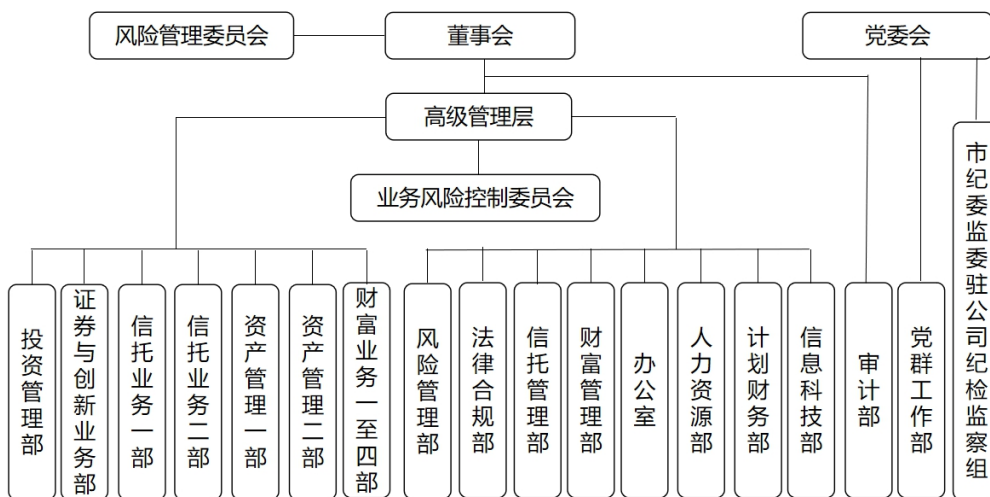 风险管理委员会
董事会
党委会
高级管理层
业务风险控制委员会
投资管理部
证券与创新业务部
信托业务一部
信托业务二部
资产管理一部
资产管理二部
财富业务一至四部
风险管理部
法律合规部
信托管理部
财富管理部
办公室
人力资源部
计划财务部
信息科技部
审计部
党群工作部
市纪委监委驻公司纪检监察组